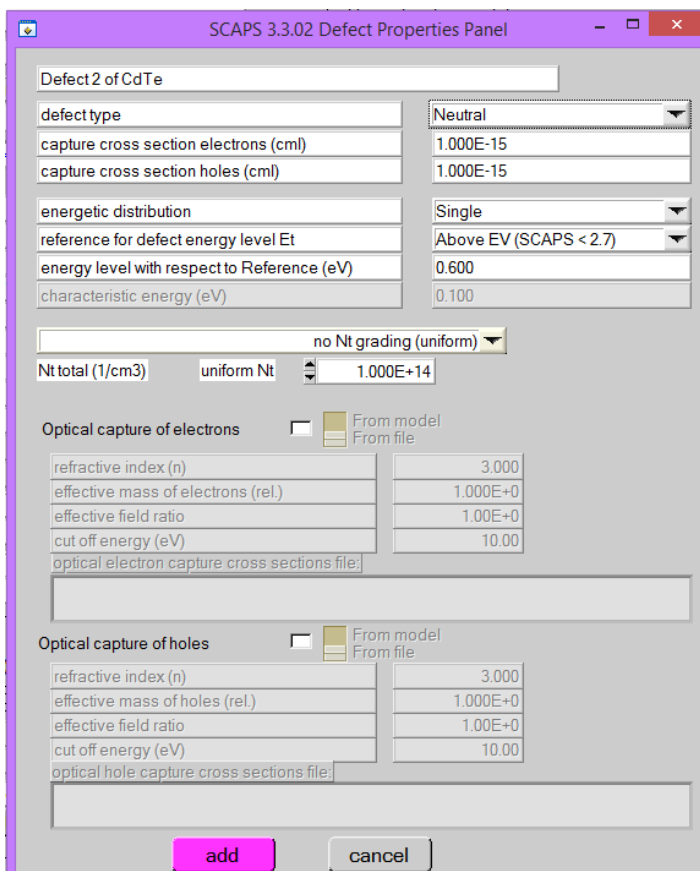 SCAPS 3.3.02 Defect Properties Panel
Defect 2 of CdTe
defect type Neutral
capture cross section electrons (cml) 1.000E-15
capture cross section holes (cml) 1.000E-15
energetic distribution Single
reference for defect energy level Et Above EV (SCAPS < 2.7)
energy level with respect to Reference (eV) 0.600
characteristic energy (eV) 0.100
no Nt grading (uniform)
Nt total (1/cm3) uniform Nt 1.000E+14
Optical capture of electrons From model
From file
refractive index (n) 3.000
effective mass of electrons (rel.) 1.000E+0
effective field ratio 1.00E+0
cut off energy (eV) 10.00
optical electron capture cross sections file:
Optical capture of holes From model
From file
refractive index (n) 3.000
effective mass of holes (rel.) 1.000E+0
effective field ratio 1.00E+0
cut off energy (eV) 10.00
optical hole capture cross sections file:
add cancel